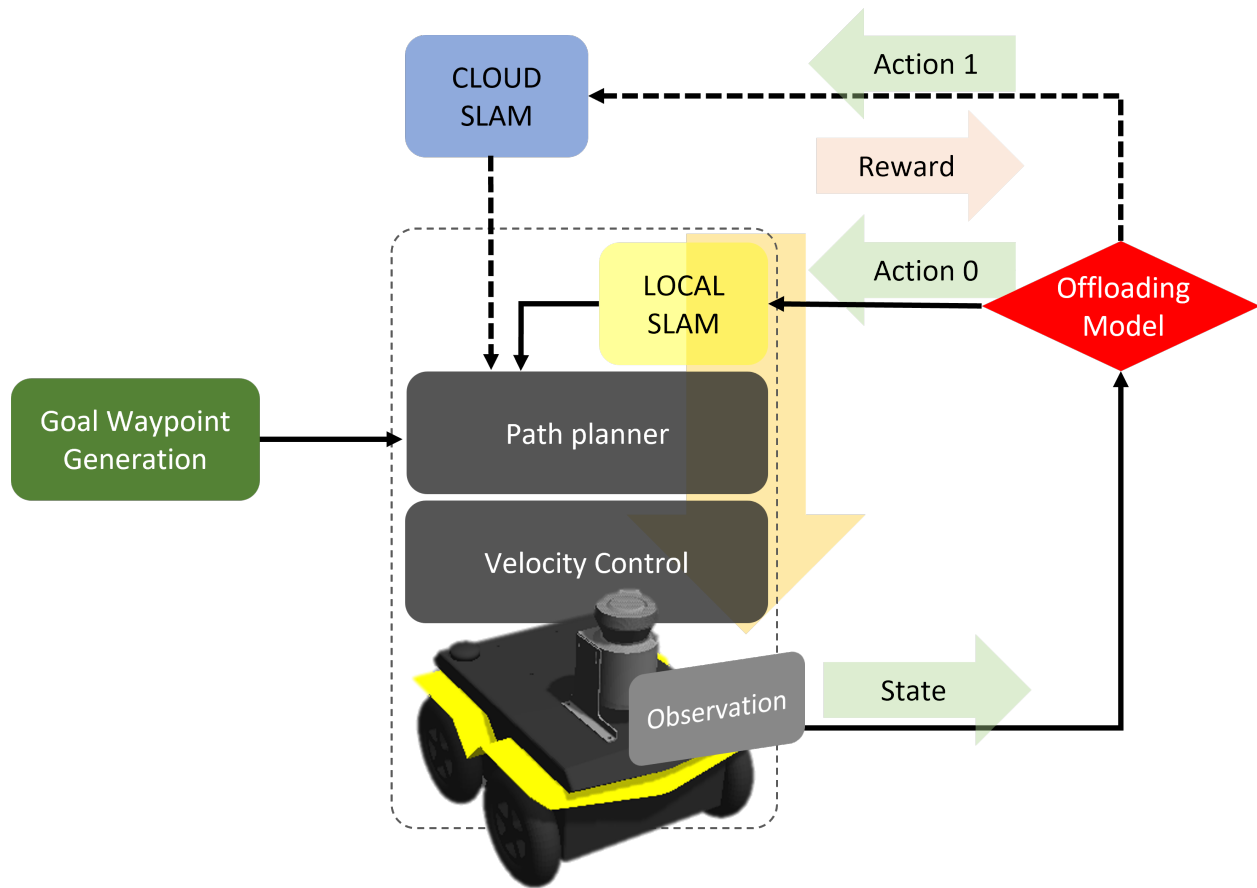 CLOUD
SLAM
Action 1
Reward
LOCAL
SLAM
Action 0
Offloading
Model
Goal Waypoint
Generation
Path planner
Velocity Control
Observation
State